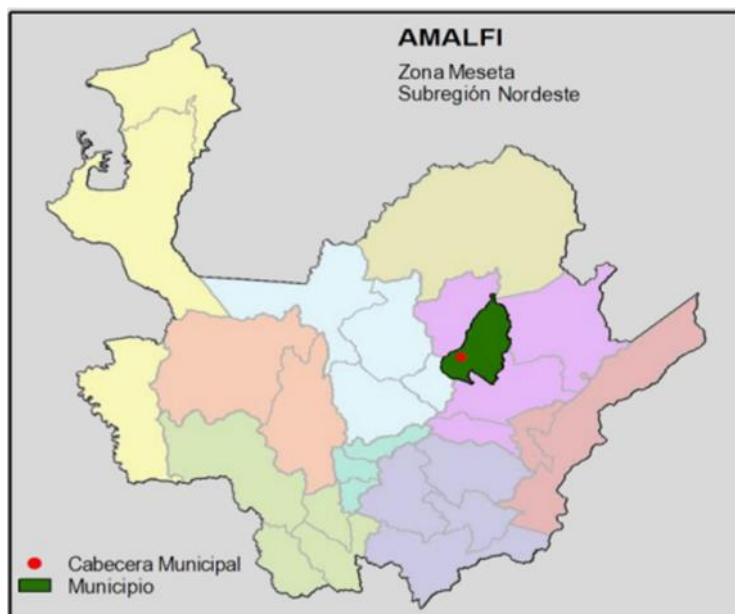 AMALFI
Zona Meseta
Subregión Nordeste
Cabecera Municipal
Municipio